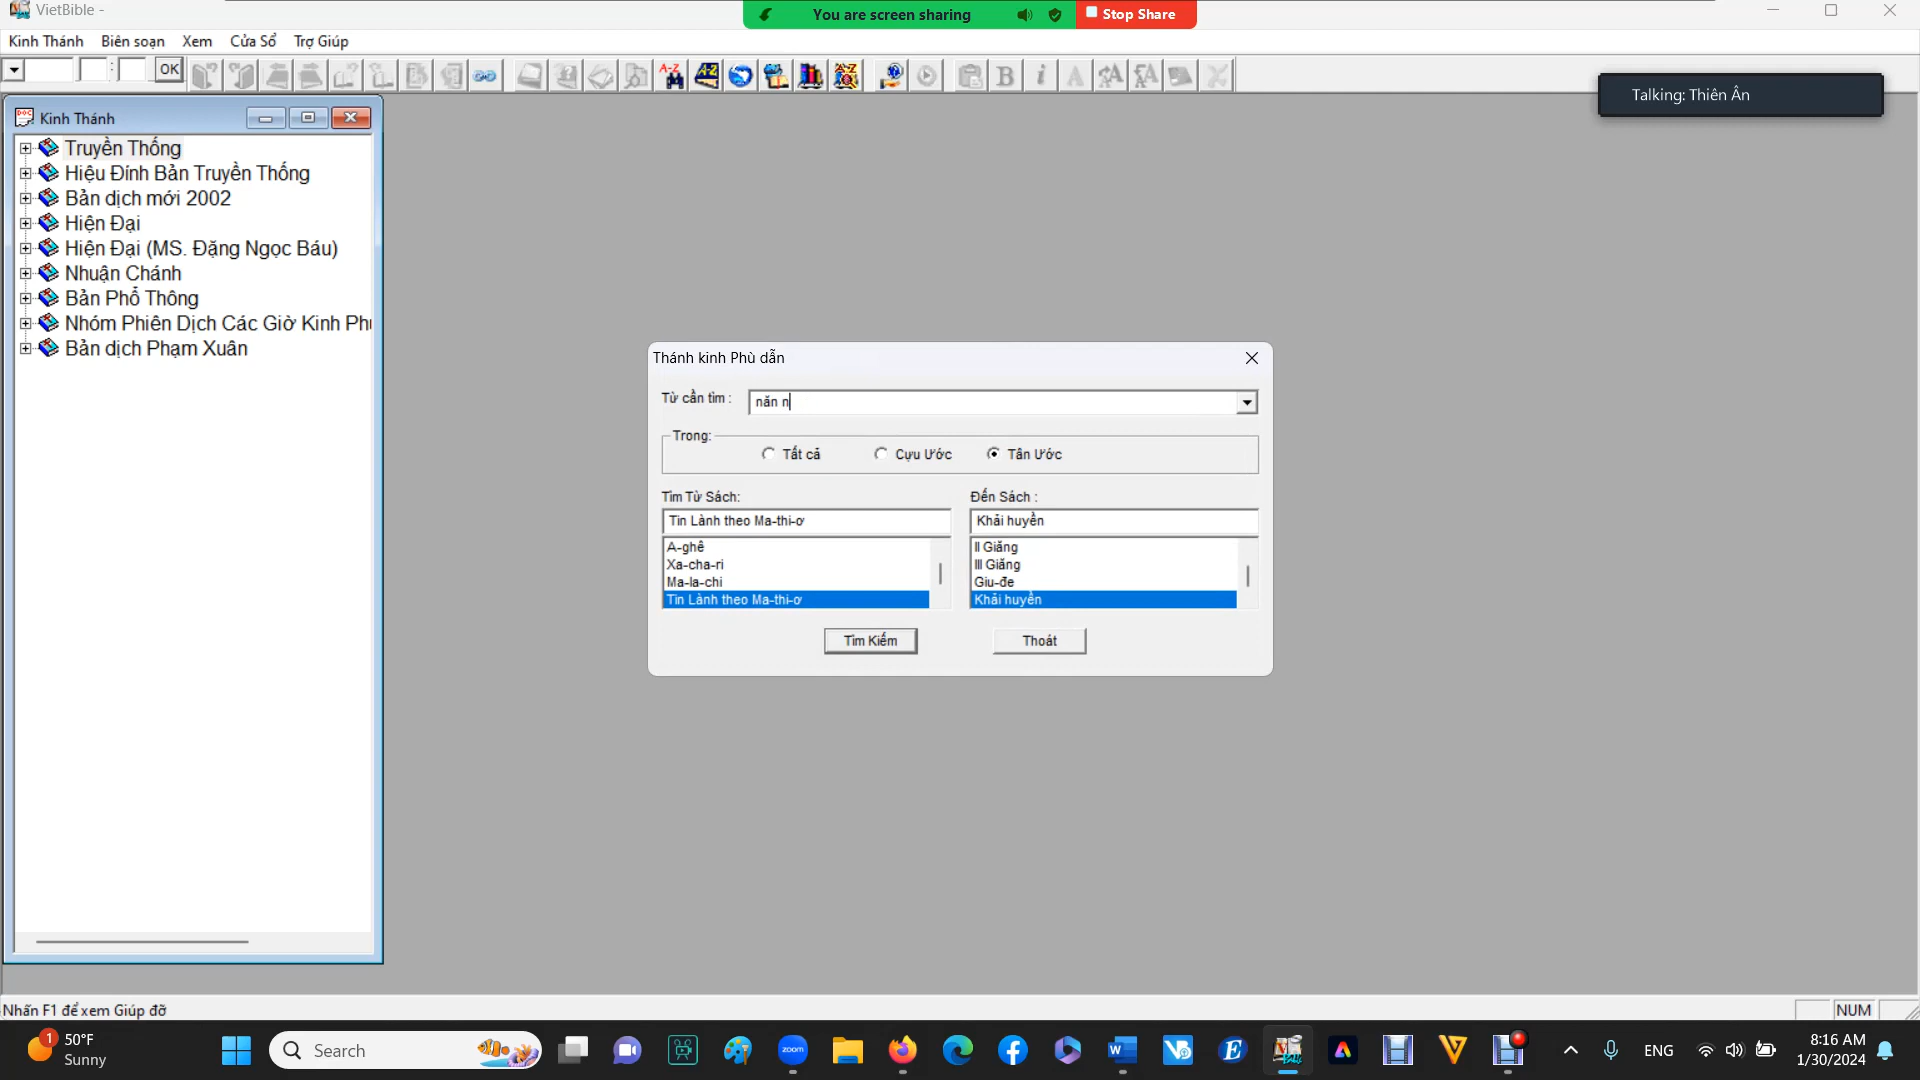 VietBible -
You are screen sharing
Stop Share
Kinh Thánh Biên soạn Xem Cửa Sổ Trợ Giúp
: OK
Talking: Thiên Ân
Kinh Thánh
Truyền Thống
Hiệu Đính Bản Truyền Thống
Bản dịch mới 2002
Hiện Đại
Hiện Đại (MS. Đặng Ngọc Báu)
Nhuận Chánh
Bản Phổ Thông
Nhóm Phiên Dịch Các Giờ Kinh Phụ
Bản dịch Phạm Xuân
Thánh kinh Phù dẫn
Từ cần tìm :
năn n
Trong:
Tất cả Cựu Ước Tân Ước
Tìm Từ Sách: Đến Sách :
Tin Lành theo Ma-thi-ơ Khải huyền
A-ghê II Giăng
Xa-cha-ri III Giăng
Ma-la-chi Giu-đe
Tin Lành theo Ma-thi-ơ Khải huyền
Tìm Kiếm Thoát
Nhấn F1 để xem Giúp đỡ
NUM
1
50°F
Sunny
Search
zoom
ENG
8:16 AM
1/30/2024